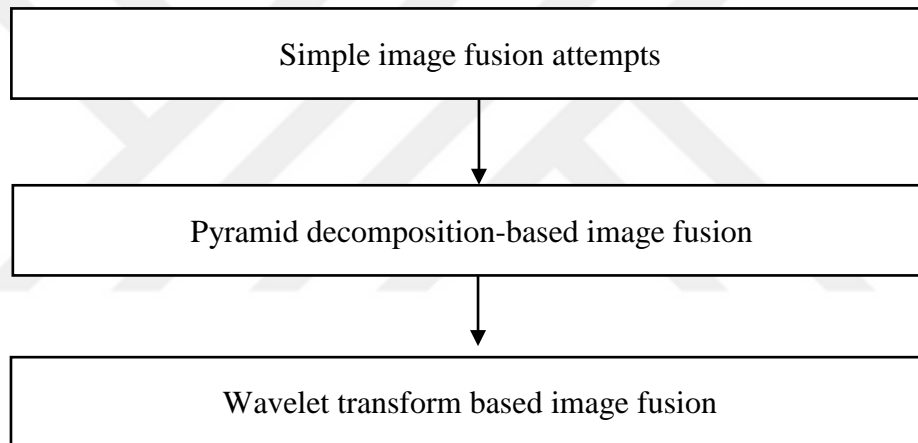 Simple image fusion attempts
Pyramid decomposition-based image fusion
Wavelet transform based image fusion